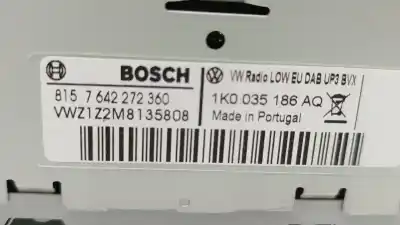 BOSCH
VW Radio LOW EU DAB UP3 BVX
815 7 642 272 360
1K0 035 186 AQ
VWZ1Z2M8135808
Made in Portugal